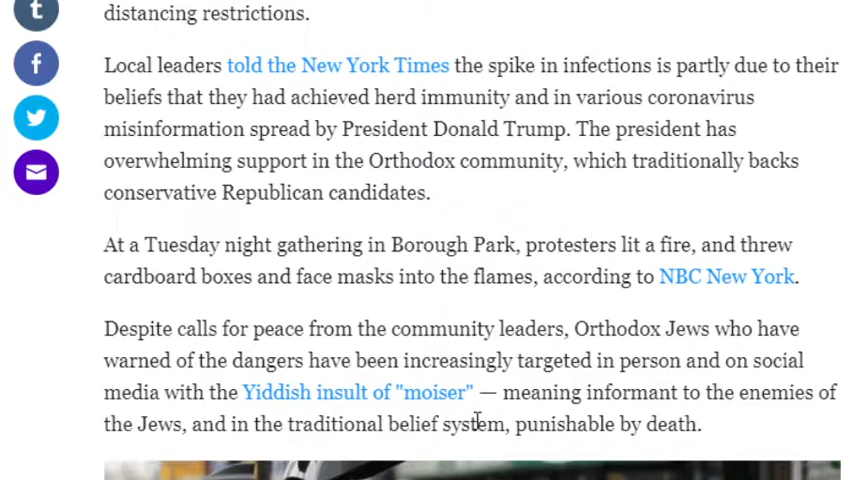 distancing restrictions.
Local leaders told the New York Times the spike in infections is partly due to their
beliefs that they had achieved herd immunity and in various coronavirus
misinformation spread by President Donald Trump. The president has
overwhelming support in the Orthodox community, which traditionally backs
conservative Republican candidates.
At a Tuesday night gathering in Borough Park, protesters lit a fire, and threw
cardboard boxes and face masks into the flames, according to NBC New York.
Despite calls for peace from the community leaders, Orthodox Jews who have
warned of the dangers have been increasingly targeted in person and on social
media with the Yiddish insult of "moiser" — meaning informant to the enemies of
the Jews, and in the traditional belief system, punishable by death.